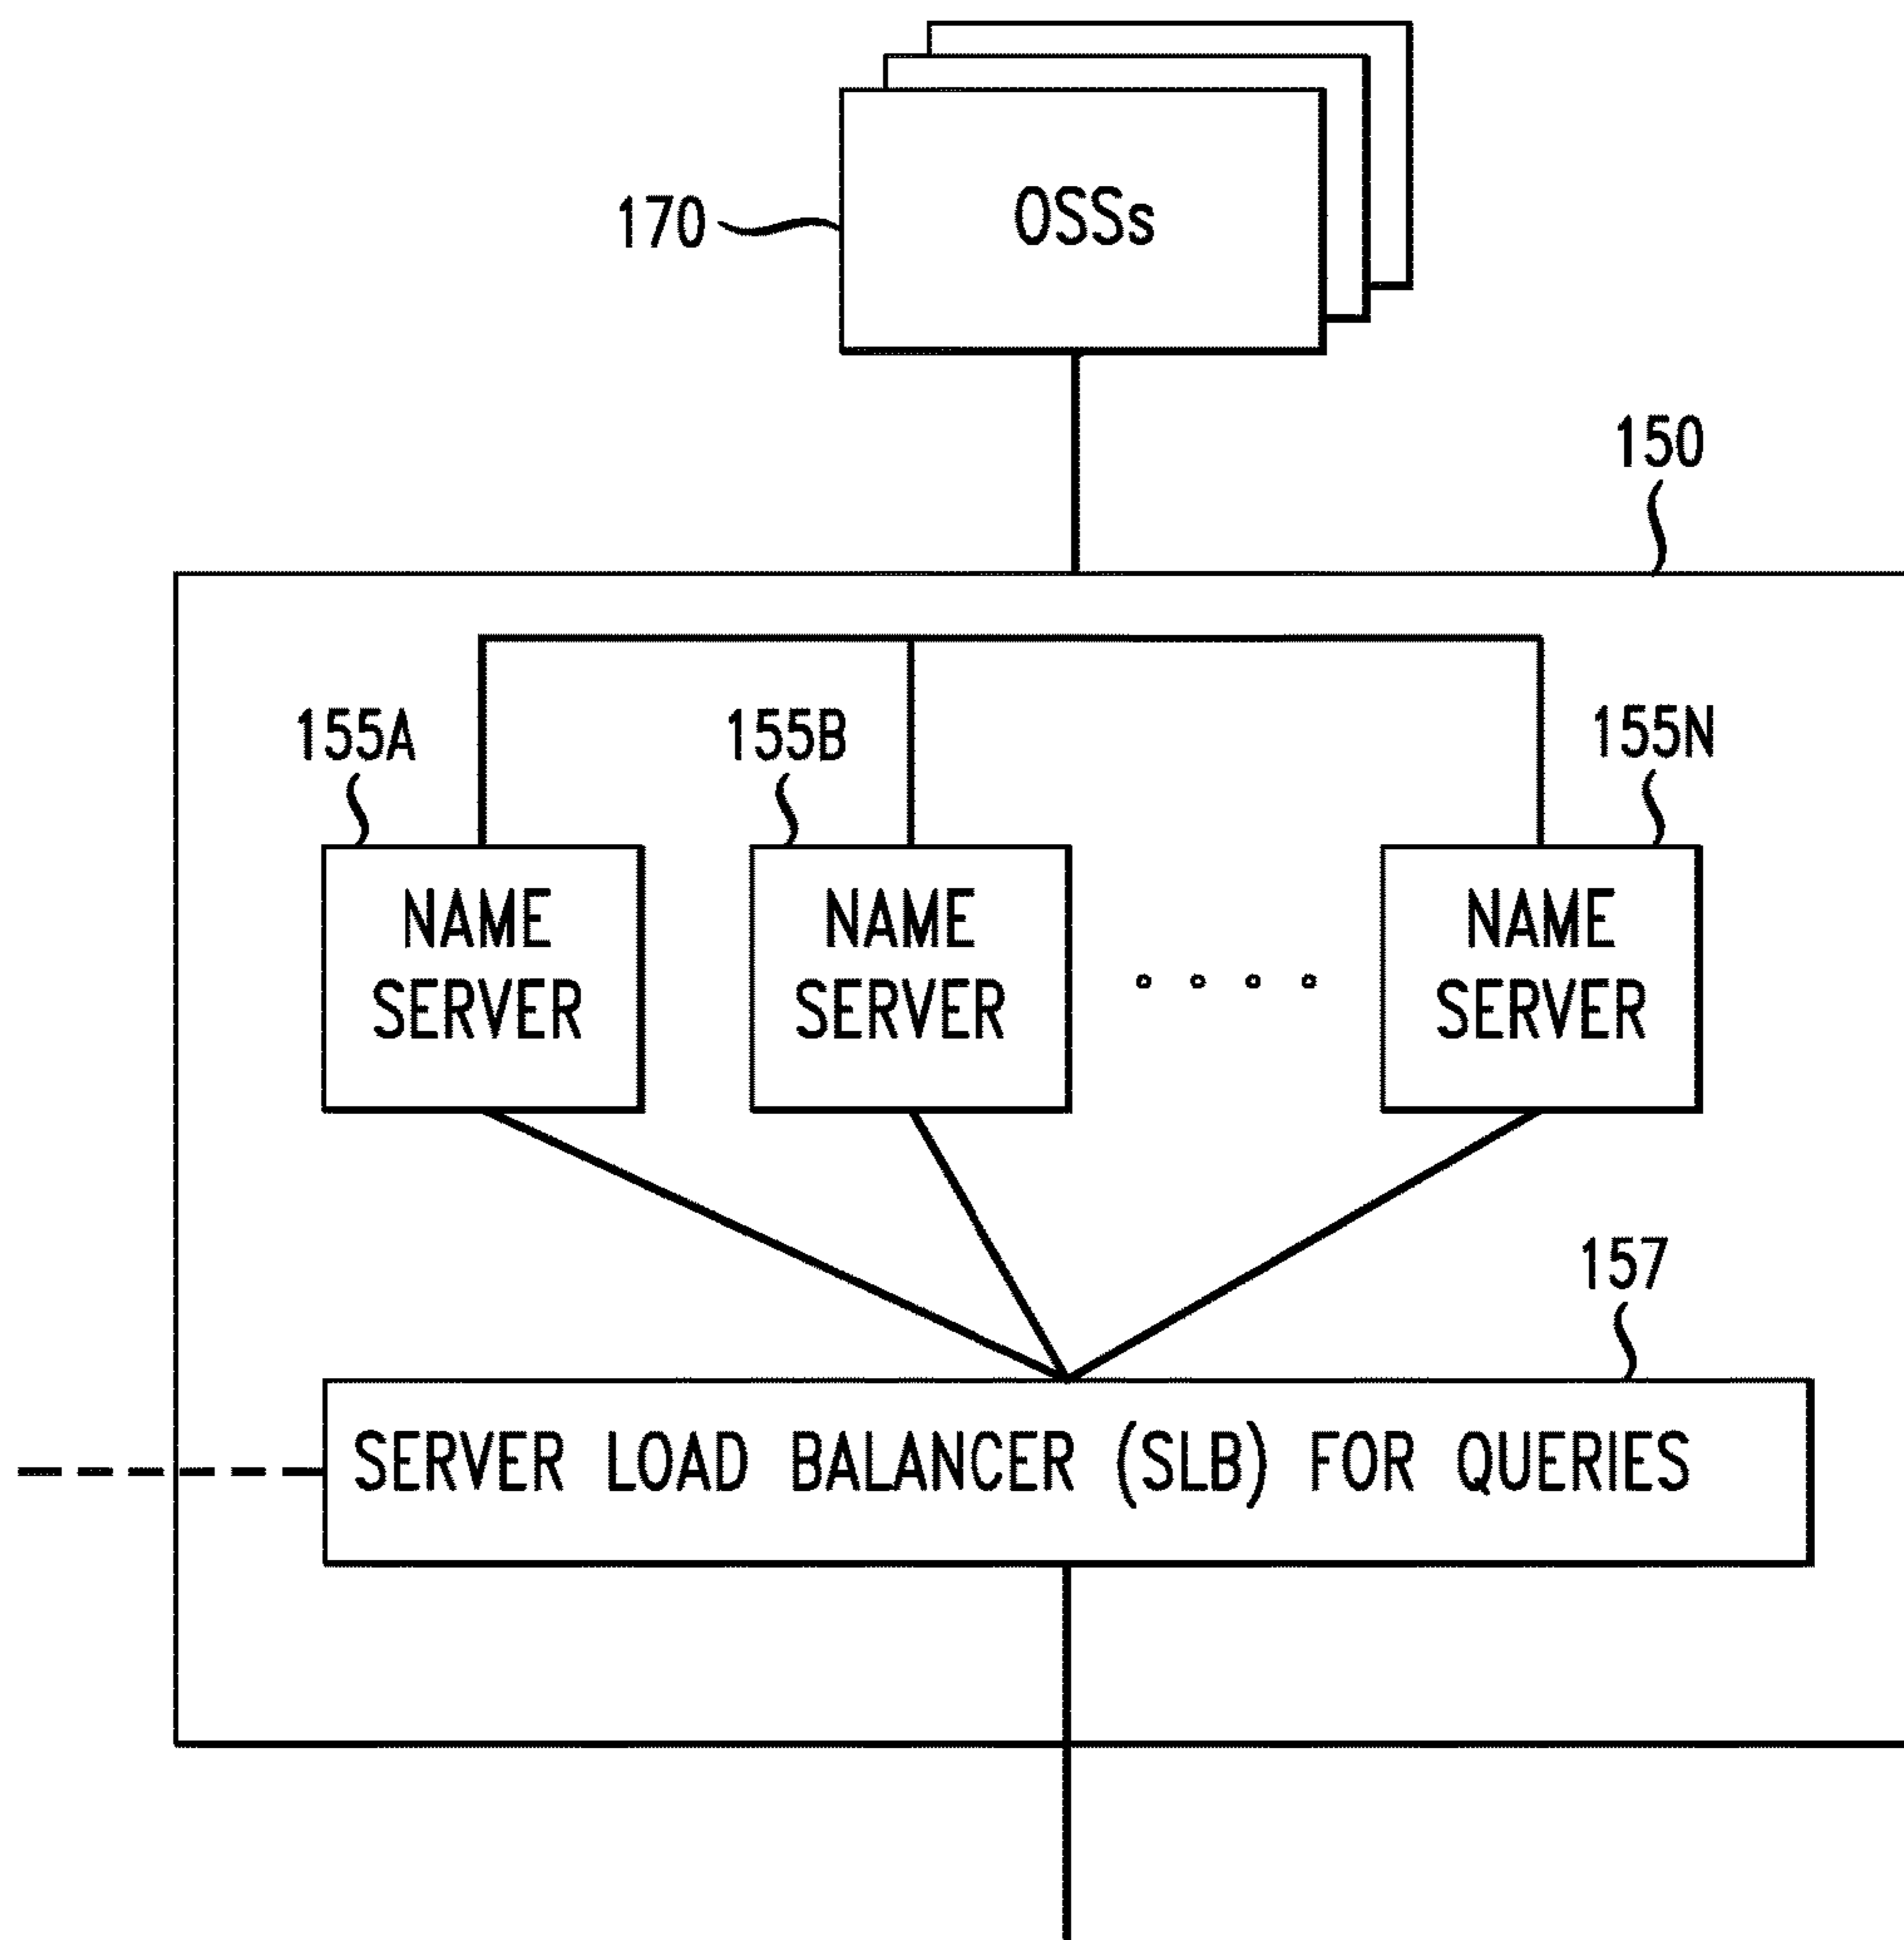 170
OSSs
150
155A
155B
155N
NAME
SERVER
NAME
SERVER
NAME
SERVER
157
SERVER LOAD BALANCER (SLB) FOR QUERIES